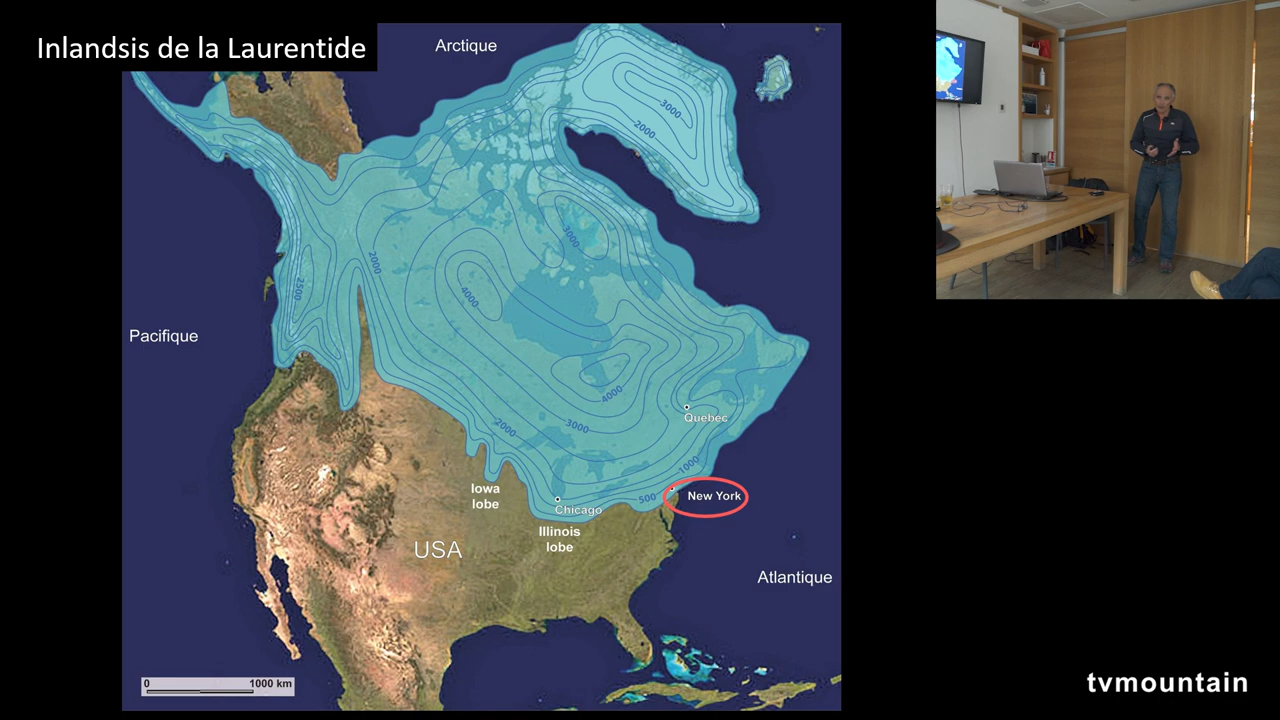 Inlandsis de la Laurentide
Arctique
3000
2000
3000
2000
2500
4000
Pacifique
4000
Quebec
3000
2000
1000
Iowa
lobe
500
New York
Chicago
Illinois
lobe
USA
Atlantique
0
1000 km
tvmountain